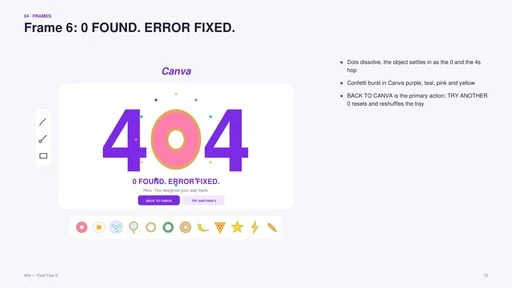 04 · FRAMES
Frame 6: 0 FOUND. ERROR FIXED.
Canva
404
0 FOUND. ERROR FIXED.
Nice. You designed your way back.
BACK TO CANVA
TRY ANOTHER 0
Dots dissolve, the object settles in as the 0 and the 4s
hop
Confetti burst in Canva purple, teal, pink and yellow
BACK TO CANVA is the primary action; TRY ANOTHER
0 resets and reshuffles the tray
404 — Find Your 0